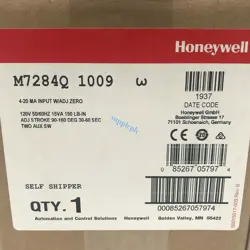 Honeywell
M7284Q 1009 ω
4-20 MA INPUT W/ADJ ZERO
120V 50/60HZ 15VA 150 LB-IN
ADJ STROKE 90-160 DEG 30-60 SEC
TWO AUX SW
1937
DATE CODE
Honeywell GmbH
Boeblinger Strasse 17
71101 Schoenaich, Germany
0 85267 05797 4
SELF SHIPPER
QTY. 1
00085267057974
Automation and Control Solutions
Honeywell
Golden Valley, MN 55422